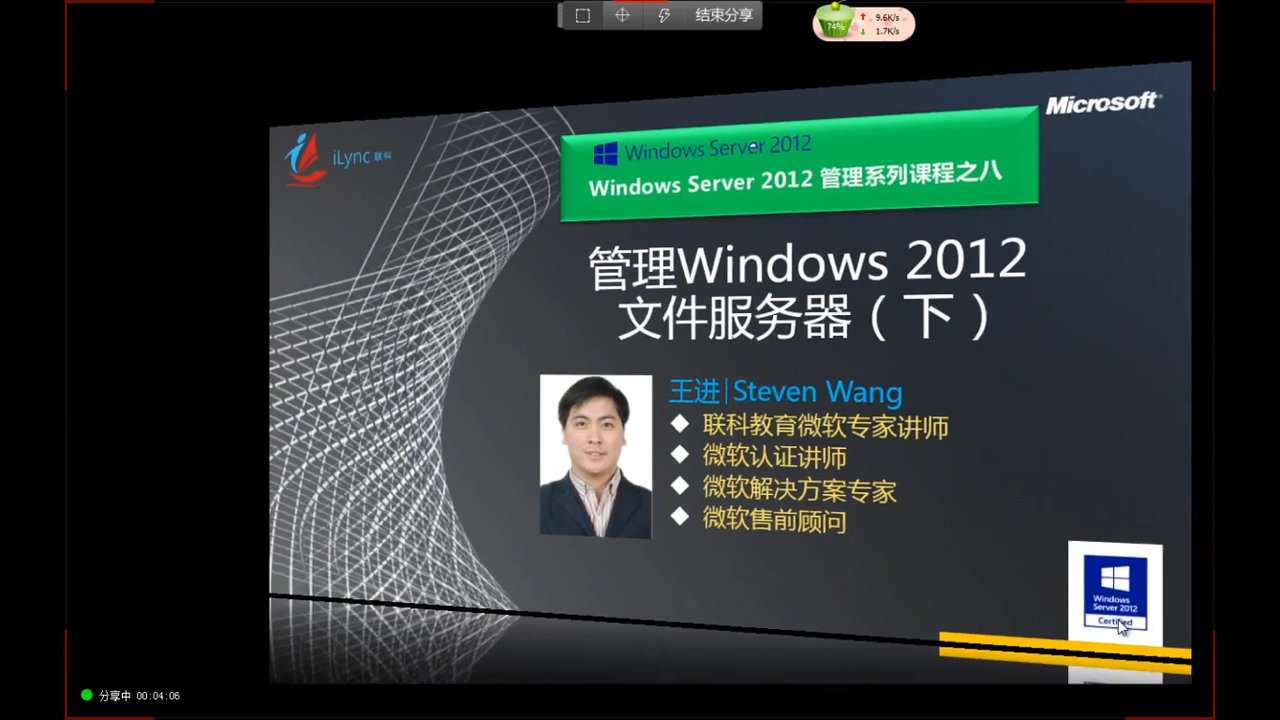 结束分享
74%
9.6K/s
1.7K/s
iLync 联科
Microsoft
Windows Server 2012
Windows Server 2012 管理系列课程之八
管理Windows 2012
文件服务器（下）
王进|Steven Wang
联科教育微软专家讲师
微软认证讲师
微软解决方案专家
微软售前顾问
Windows
Server 2012
Certified
分享中 00:04:06